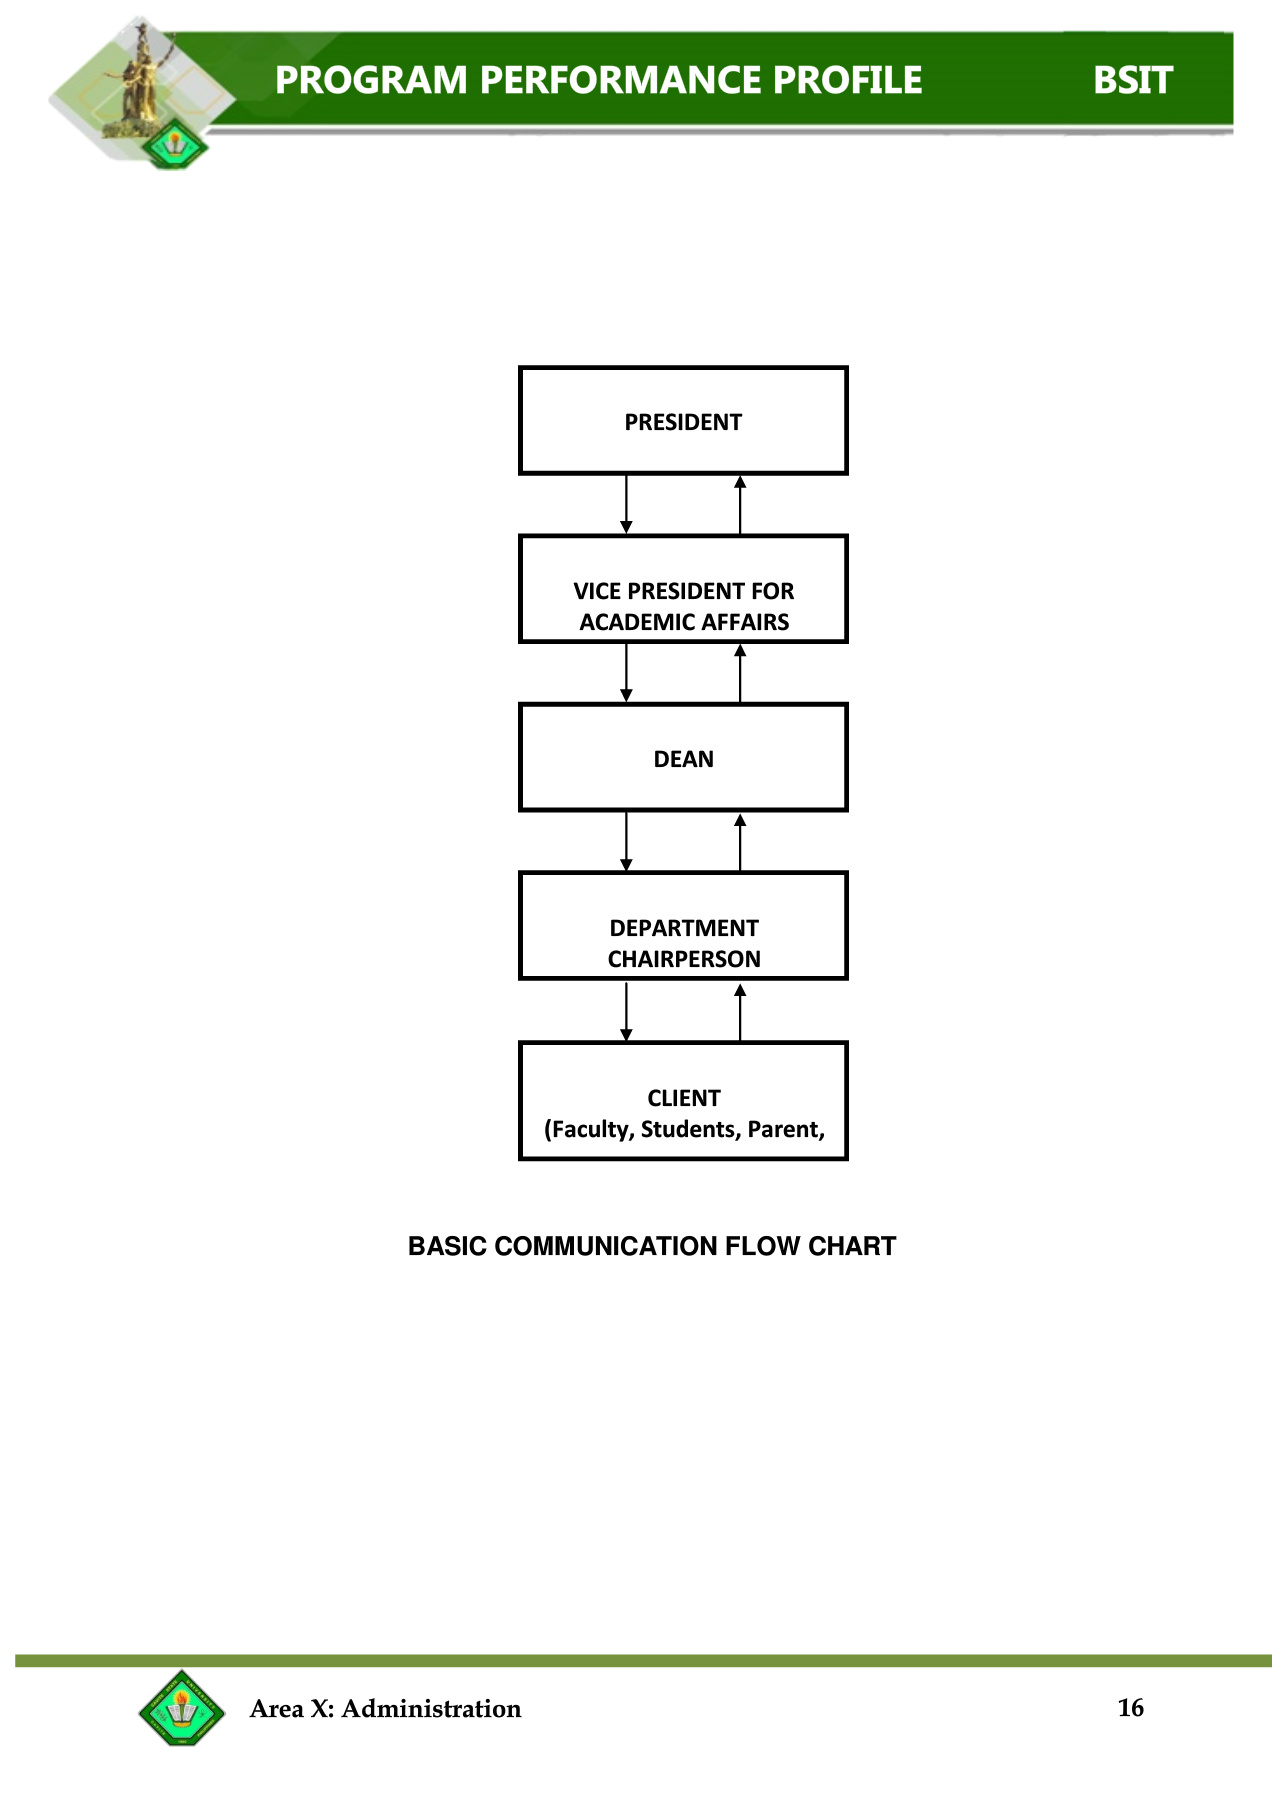 PROGRAM PERFORMANCE PROFILE BSIT
PRESIDENT
VICE PRESIDENT FOR
ACADEMIC AFFAIRS
DEAN
DEPARTMENT
CHAIRPERSON
CLIENT
(Faculty, Students, Parent,
BASIC COMMUNICATION FLOW CHART
Area X: Administration 16